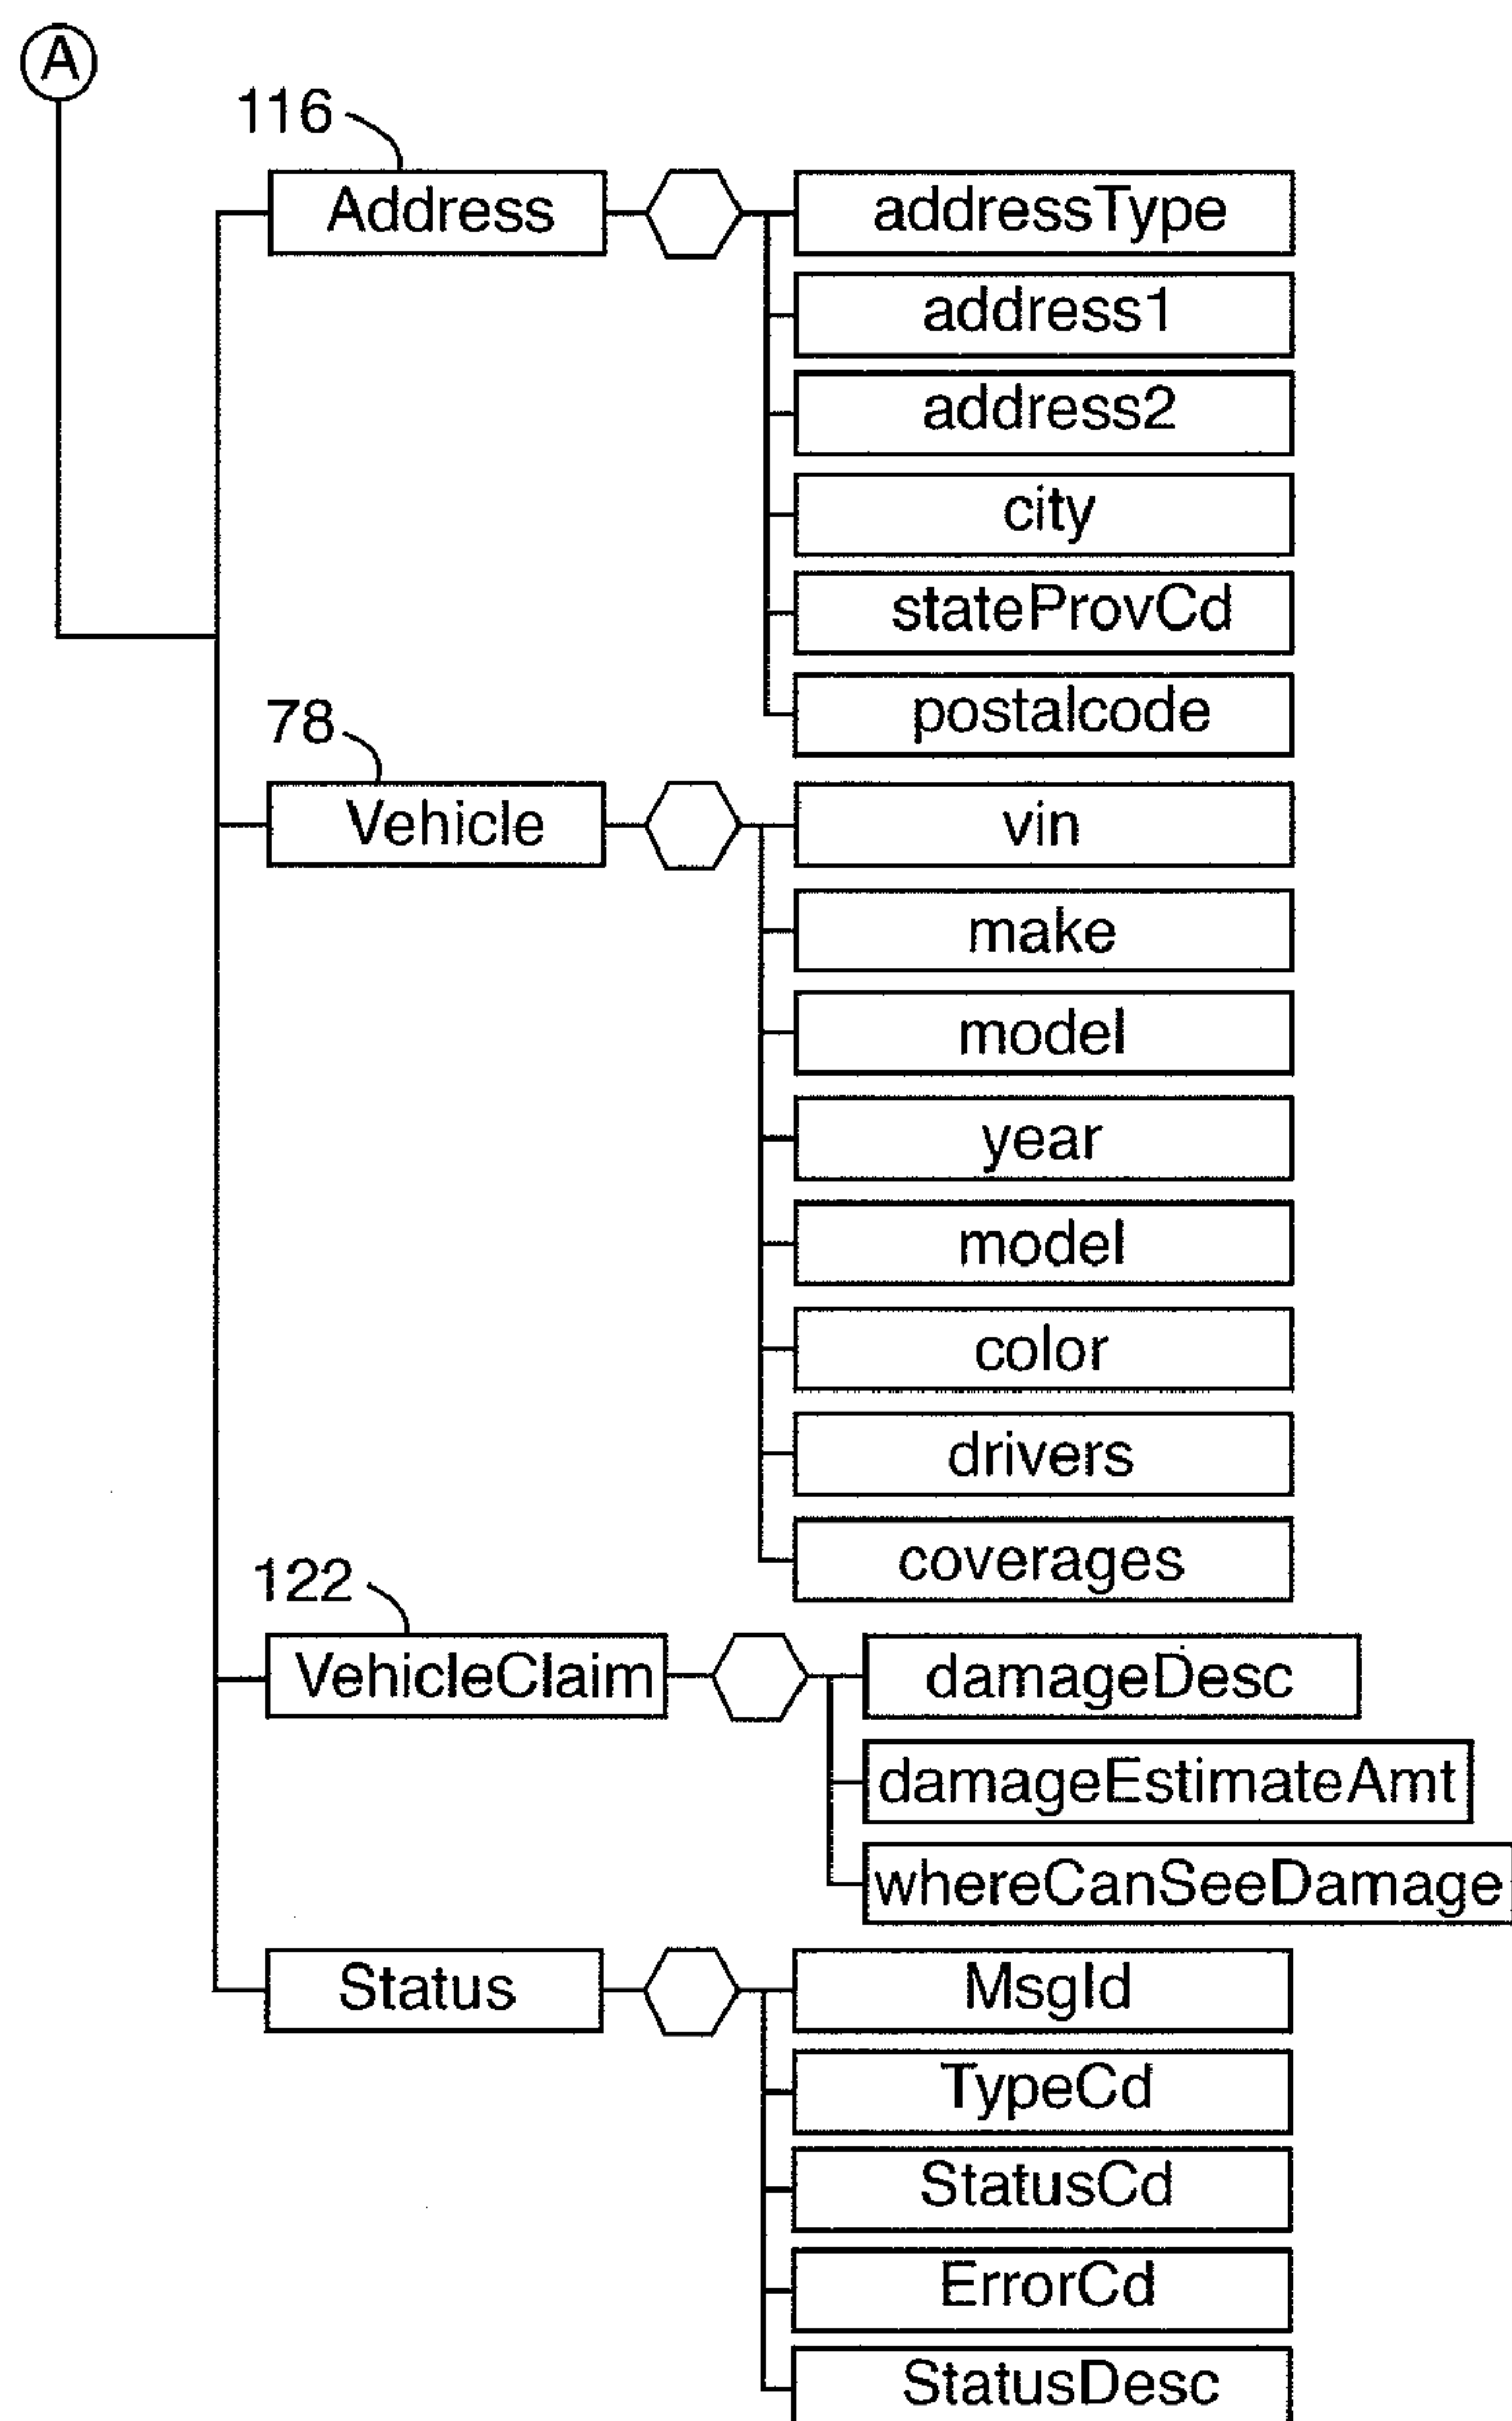 A
116
Address
addressType
address1
address2
city
stateProvCd
postalcode
78
Vehicle
vin
make
model
year
model
color
drivers
coverages
122
VehicleClaim
damageDesc
damageEstimateAmt
whereCanSeeDamage
Status
MsgId
TypeCd
StatusCd
ErrorCd
StatusDesc